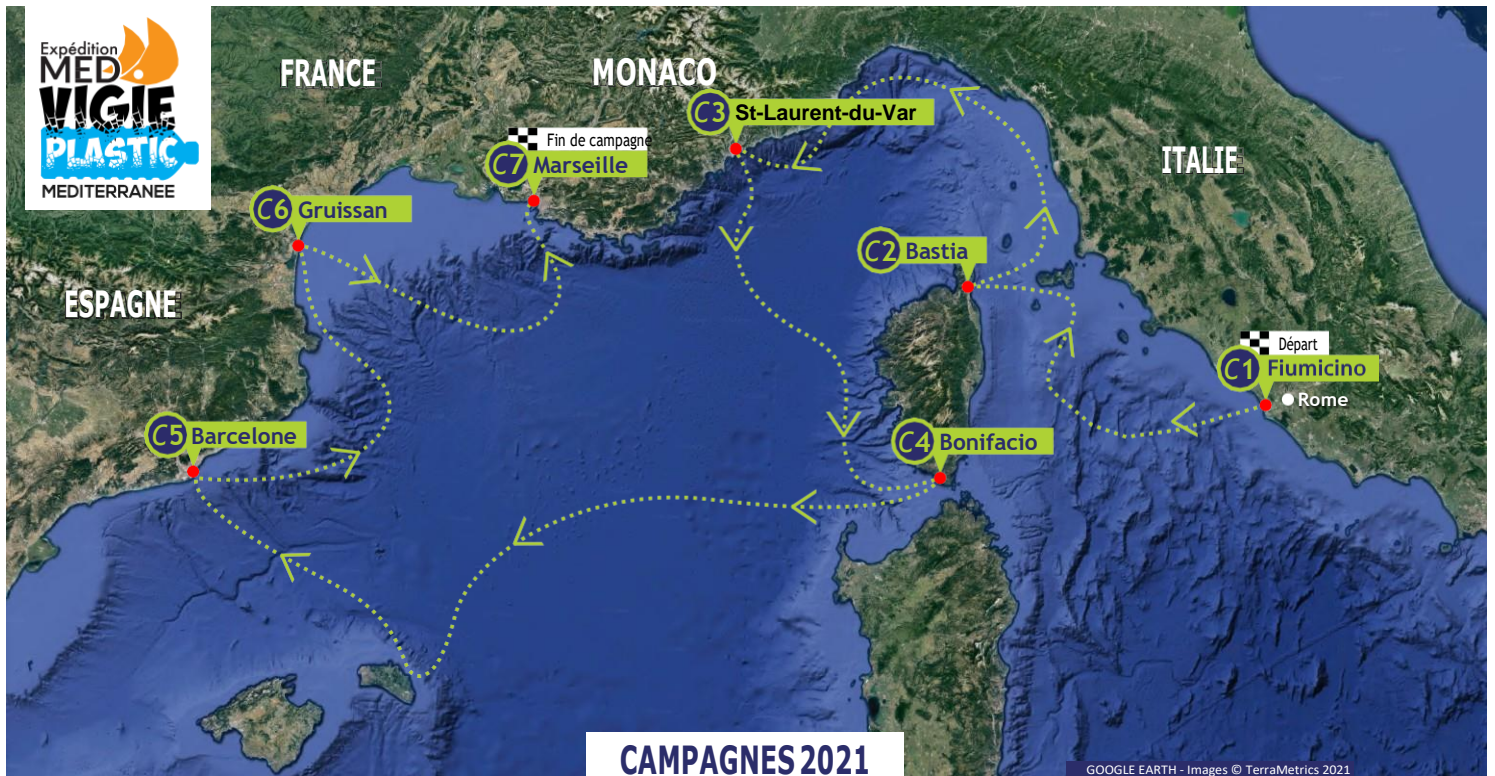 Expédition
MED
VIGIE
PLASTIC
MEDITERRANEE
FRANCE
MONACO
C3 St-Laurent-du-Var
Fin de campagne
C7 Marseille
ITALIE
C6 Gruissan
C2 Bastia
ESPAGNE
Départ
C1 Fiumicino
Rome
C5 Barcelone
C4 Bonifacio
CAMPAGNES 2021
GOOGLE EARTH - Images © TerraMetrics 2021